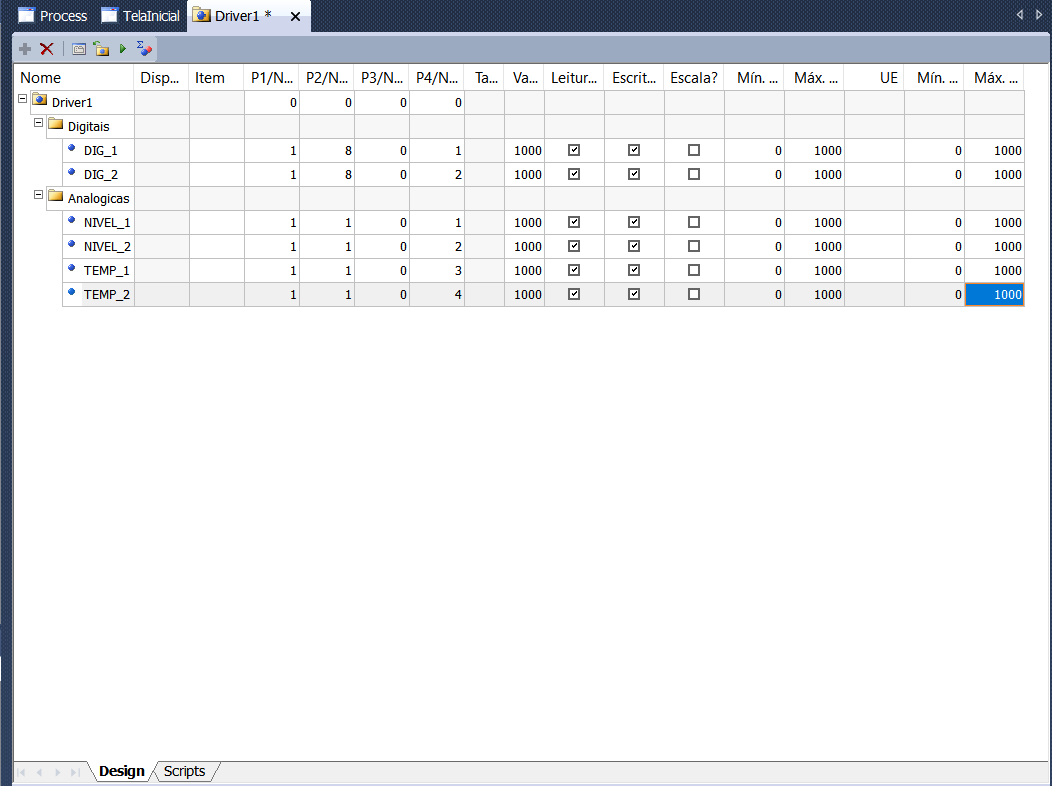 Process TelaInicial Driver1 *
Nome Disp... Item P1/N... P2/N... P3/N... P4/N... Ta... Va... Leitur... Escrit... Escala? Mín. ... Máx. ... UE Mín. ... Máx. ...
Driver1 0 0 0 0
Digitais
DIG_1 1 8 0 1 1000 0 1000 0 1000
DIG_2 1 8 0 2 1000 0 1000 0 1000
Analogicas
NIVEL_1 1 1 0 1 1000 0 1000 0 1000
NIVEL_2 1 1 0 2 1000 0 1000 0 1000
TEMP_1 1 1 0 3 1000 0 1000 0 1000
TEMP_2 1 1 0 4 1000 0 1000 0 1000
Design Scripts